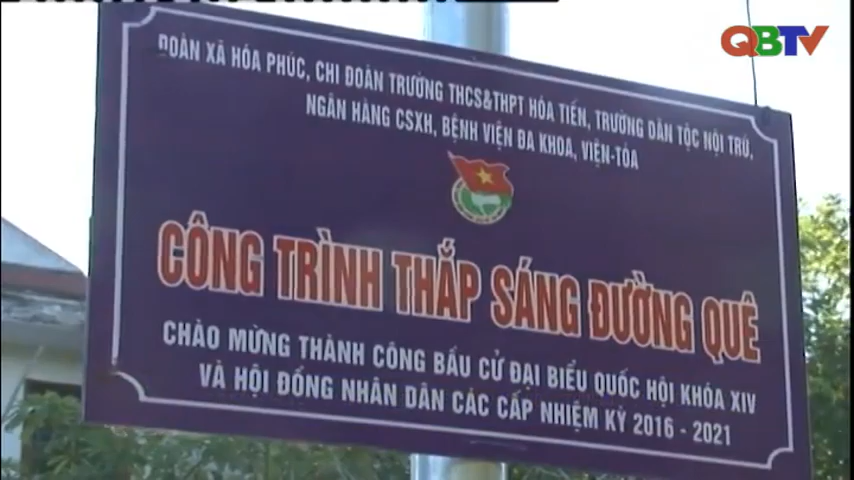 QBTV
ĐOÀN XÃ HÓA PHÚC, CHI ĐOÀN TRƯỜNG THCS&THPT HÓA TIẾN, TRƯỜNG DÂN TỘC NỘI TRÚ,
NGÂN HÀNG CSXH, BỆNH VIỆN ĐA KHOA, VIỆN-TÒA
CÔNG TRÌNH THẮP SÁNG ĐƯỜNG QUÊ
CHÀO MỪNG THÀNH CÔNG BẦU CỬ ĐẠI BIỂU QUỐC HỘI KHÓA XIV
VÀ HỘI ĐỒNG NHÂN DÂN CÁC CẤP NHIỆM KỲ 2016 - 2021